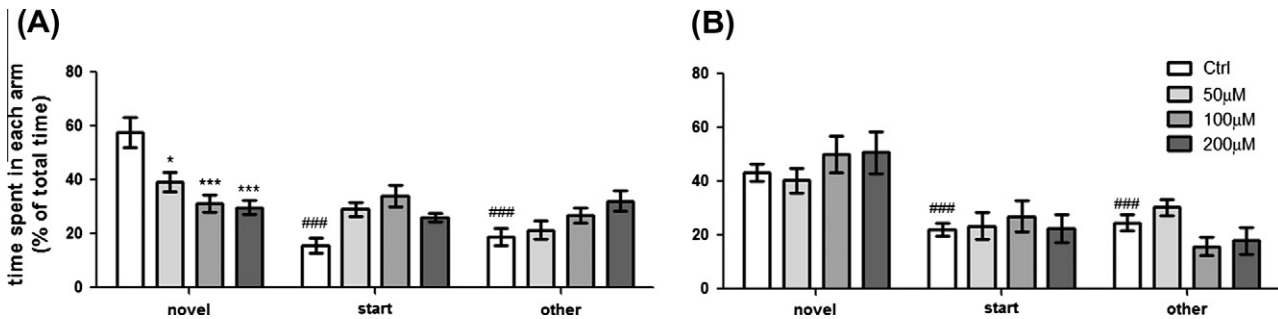 (A)
time spent in each arm
(% of total time)
80
60
40
20
0
*
***
***
###
###
novel
start
other
(B)
80
60
40
20
0
###
###
novel
start
other
Ctrl
50µM
100µM
200µM